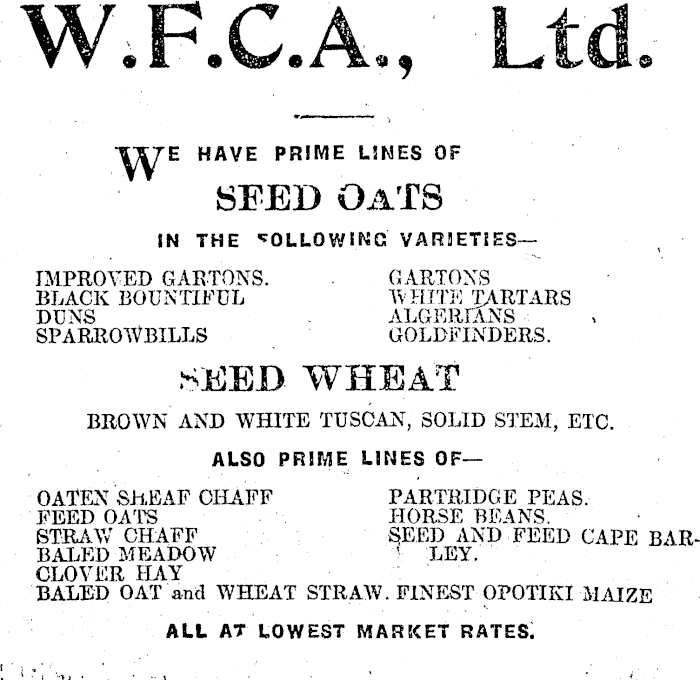 W.F.C.A., Ltd.
WE HAVE PRIME LINES OF
SEED OATS
IN THE FOLLOWING VARIETIES—
IMPROVED GARTONS.
BLACK BOUNTIFUL
DUNS
SPARROWBILLS
GARTONS
WHITE TARTARS
ALGERIANS
GOLDFINDERS.
SEED WHEAT
BROWN AND WHITE TUSCAN, SOLID STEM, ETC.
ALSO PRIME LINES OF—
OATEN SHEAF CHAFF
FEED OATS
STRAW CHAFF
BALED MEADOW
CLOVER HAY
BALED OAT and WHEAT STRAW.
PARTRIDGE PEAS.
HORSE BEANS.
SEED AND FEED CAPE BAR-
LEY.
FINEST OPOTIKI MAIZE
ALL AT LOWEST MARKET RATES.